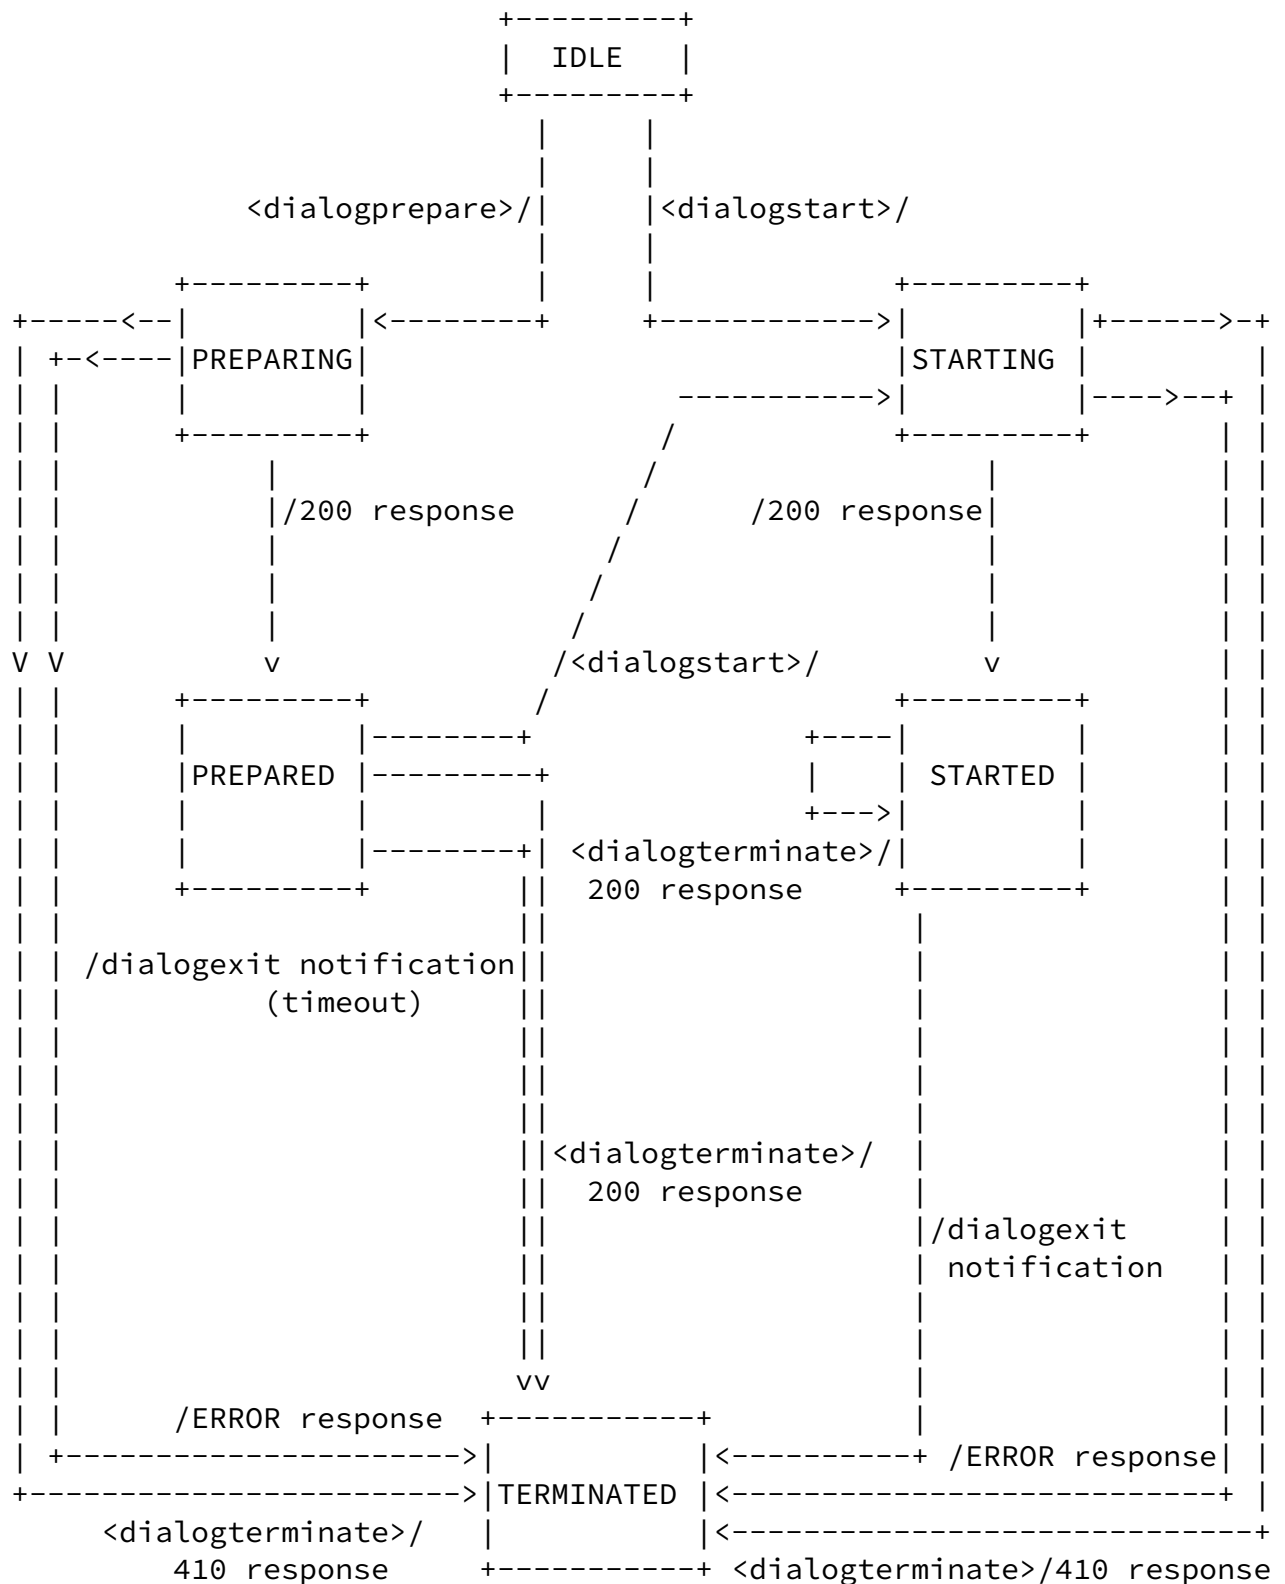 IDLE
<dialogprepare>/ <dialogstart>/
PREPARING STARTING
/200 response /200 response
V V v /<dialogstart>/ v
PREPARED STARTED
<dialogterminate>/
200 response
/dialogexit notification
(timeout)
<dialogterminate>/
200 response
/dialogexit
notification
vv
/ERROR response
/ERROR response
TERMINATED
<dialogterminate>/
410 response <dialogterminate>/410 response